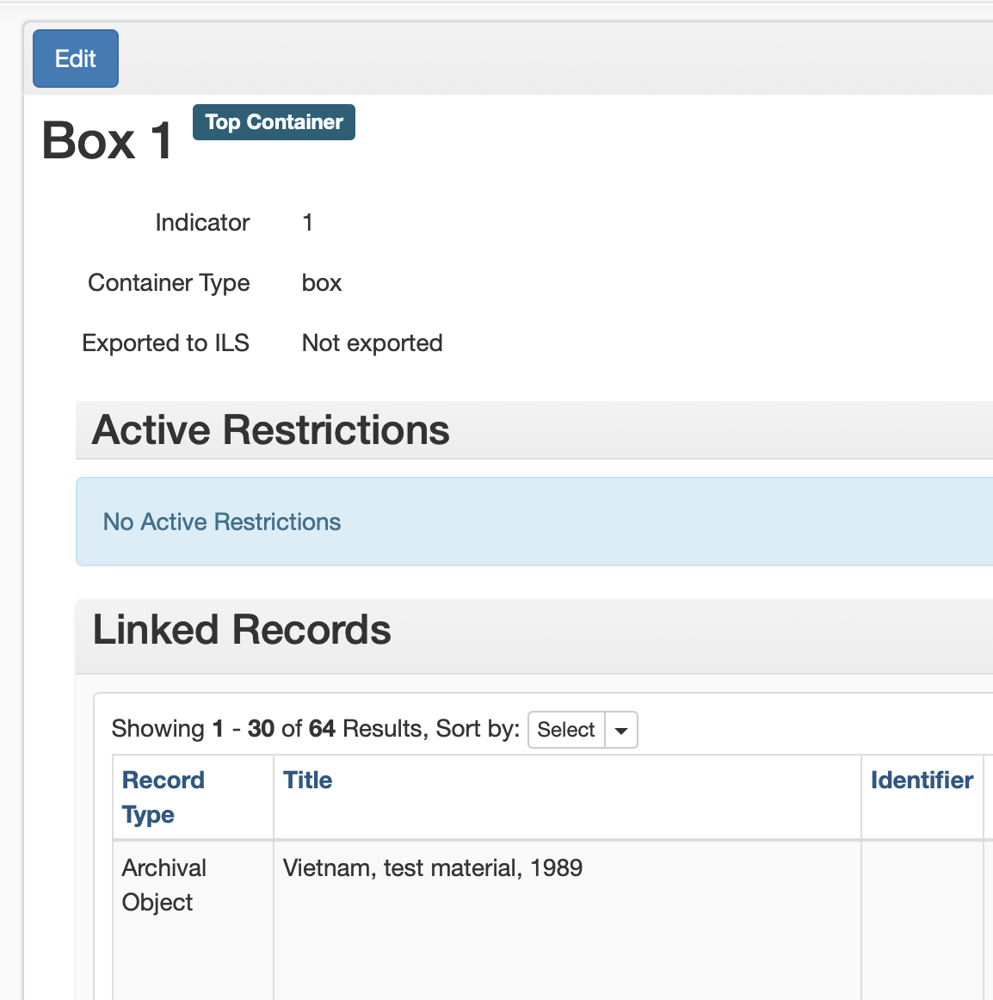 Edit
Box 1 Top Container
Indicator 1
Container Type box
Exported to ILS Not exported
Active Restrictions
No Active Restrictions
Linked Records
Showing 1 - 30 of 64 Results, Sort by: Select
Record Type Title Identifier
Archival Object Vietnam, test material, 1989